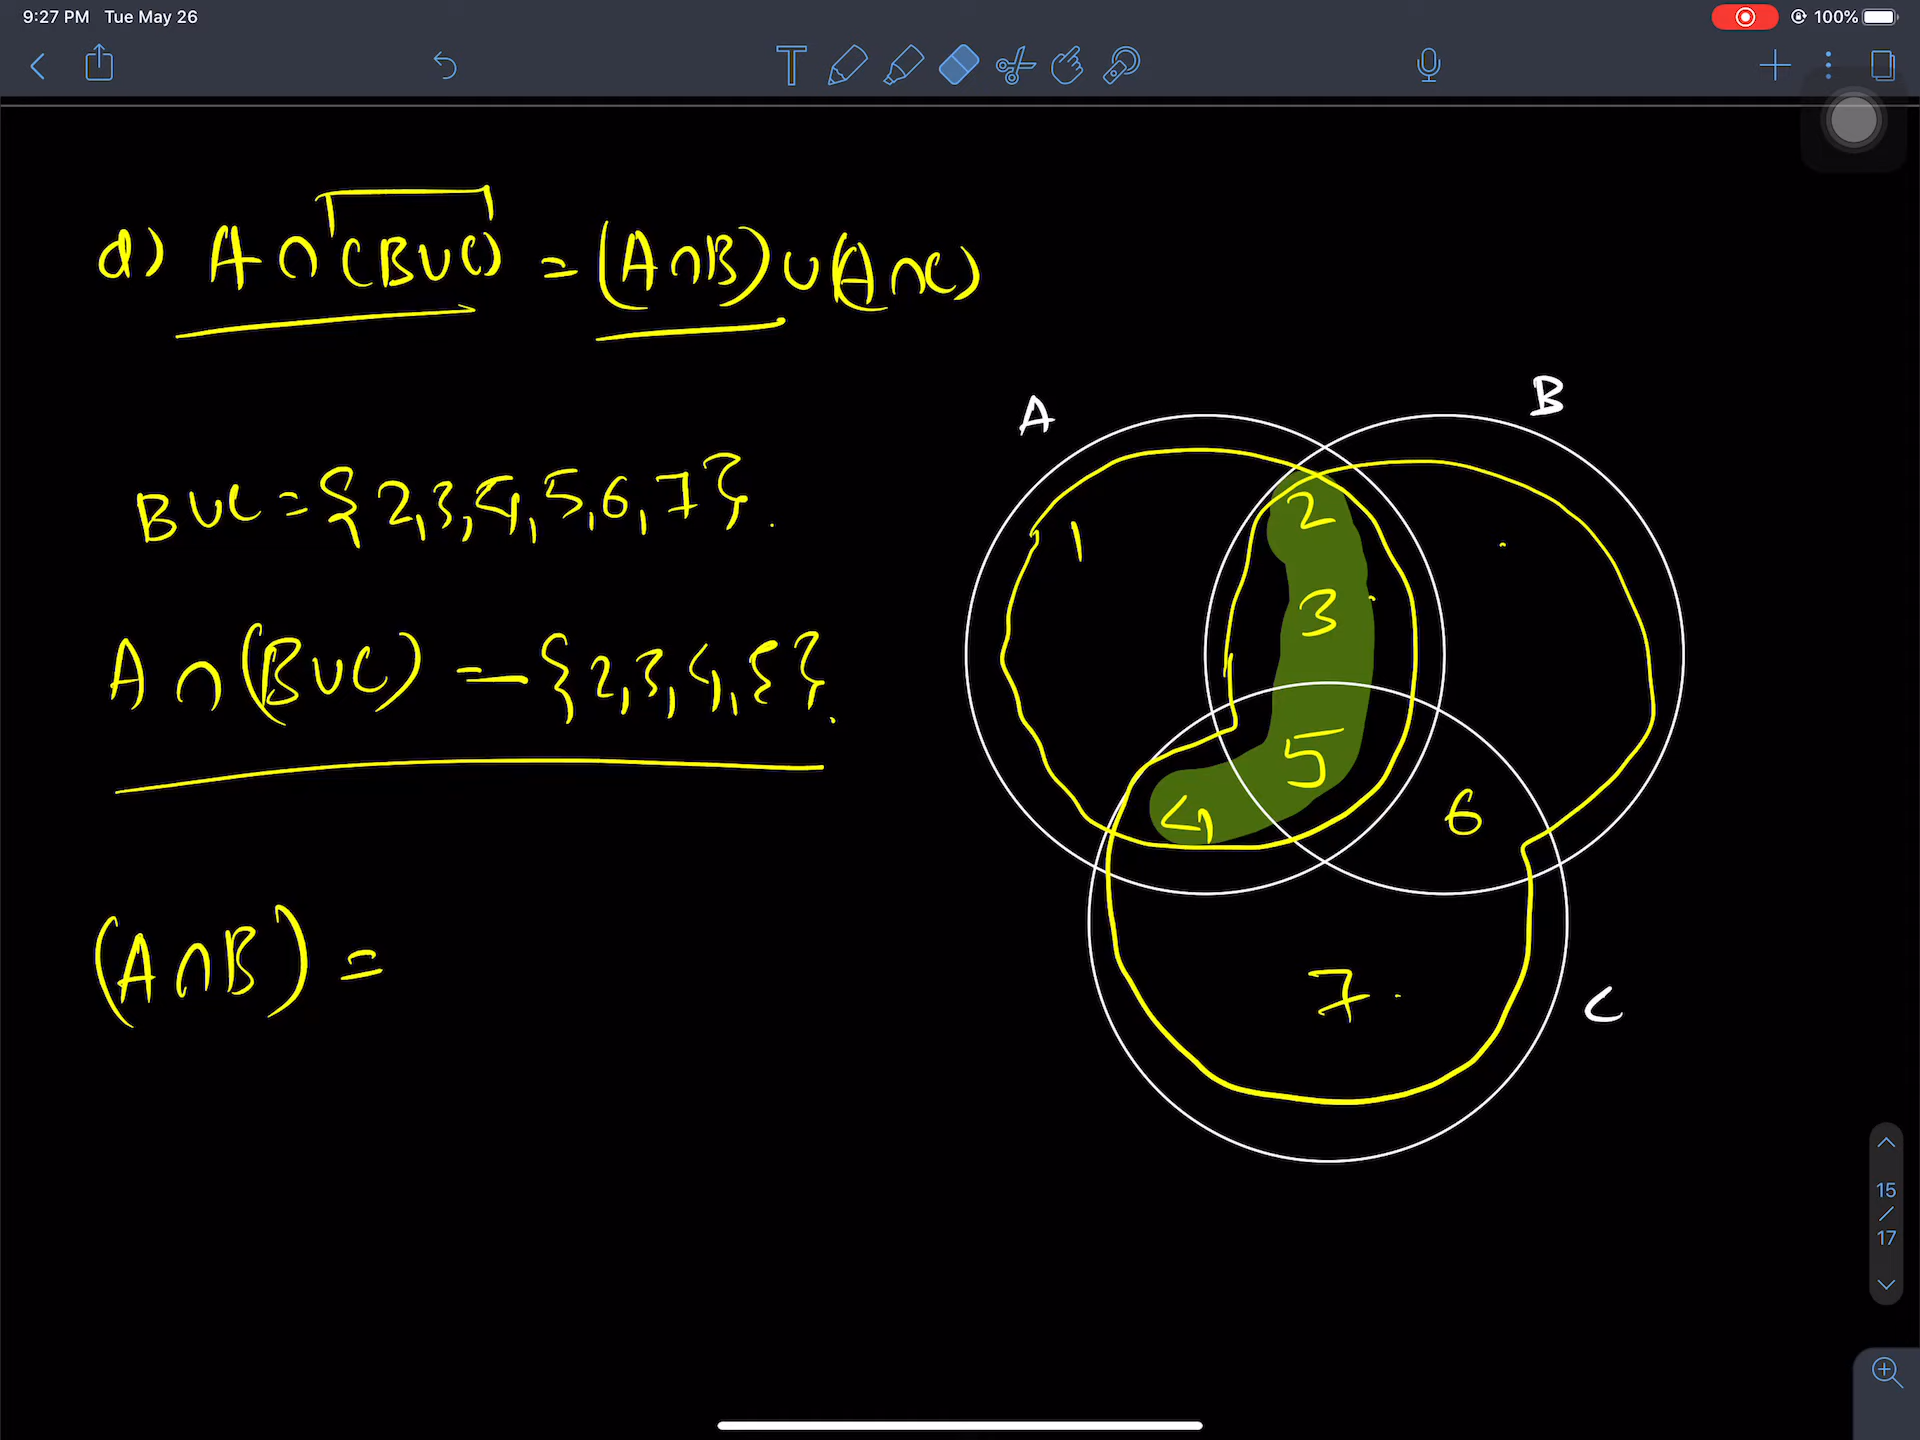 9:27 PM Tue May 26
100%
d) A∩(B∪C) = (A∩B)∪(A∩C)
A
B
B∪C = {2,3,4,5,6,7}.
1
2
3
A∩(B∪C) = {2,3,4,5}.
5
4
6
(A∩B) =
7
C
15
/
17